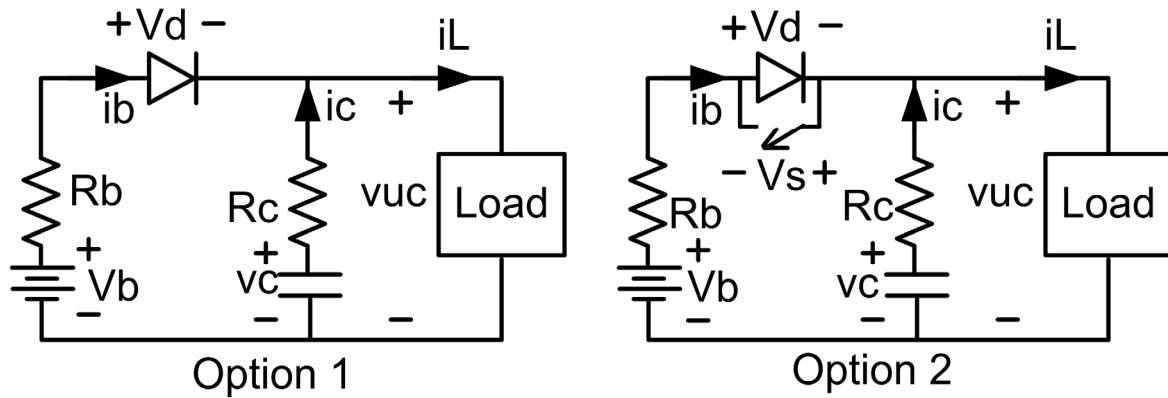 +Vd −
iL
ib
ic
+
Rb
Rc
vuc
Load
+
Vb
−
+
vc
−
−
Option 1
+Vd −
iL
ib
ic
+
− Vs +
Rb
Rc
vuc
Load
+
Vb
−
+
vc
−
−
Option 2